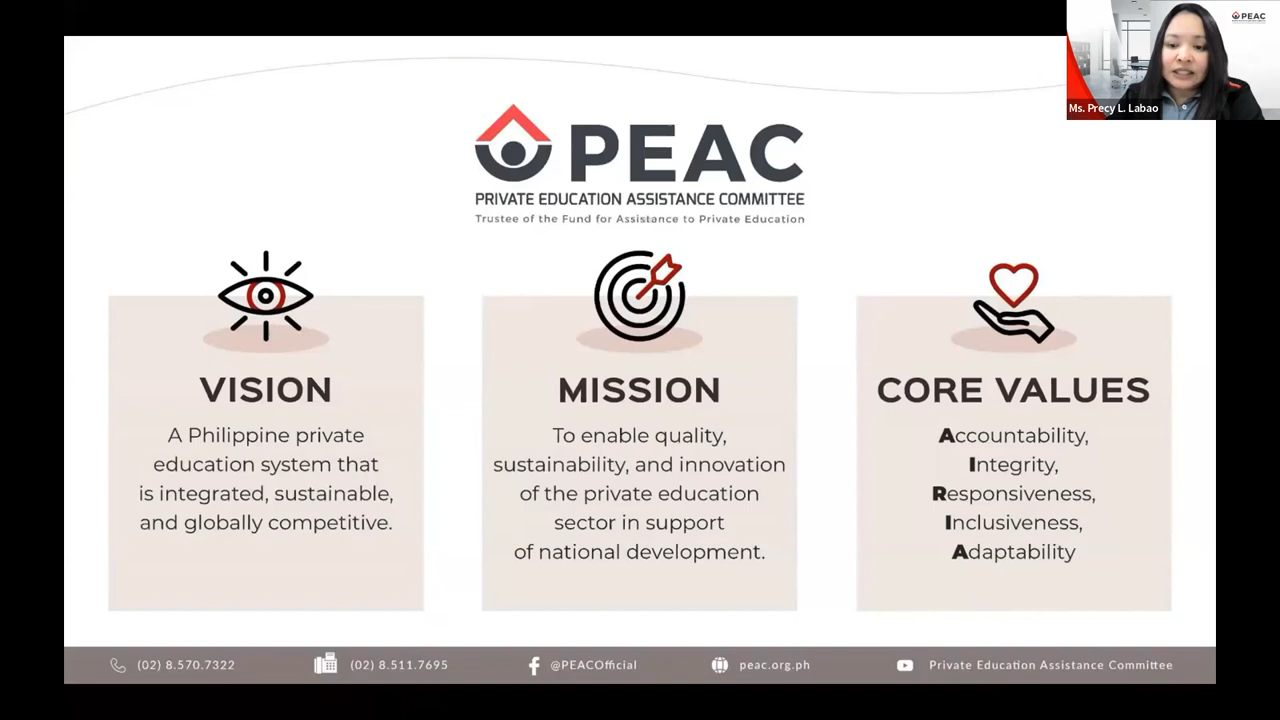 PEAC
Ms. Precy L. Labao
PEAC
PRIVATE EDUCATION ASSISTANCE COMMITTEE
Trustee of the Fund for Assistance to Private Education
VISION
A Philippine private
education system that
is integrated, sustainable,
and globally competitive.
MISSION
To enable quality,
sustainability, and innovation
of the private education
sector in support
of national development.
CORE VALUES
Accountability,
Integrity,
Responsiveness,
Inclusiveness,
Adaptability
(02) 8.570.7322
(02) 8.511.7695
@PEACOfficial
peac.org.ph
Private Education Assistance Committee